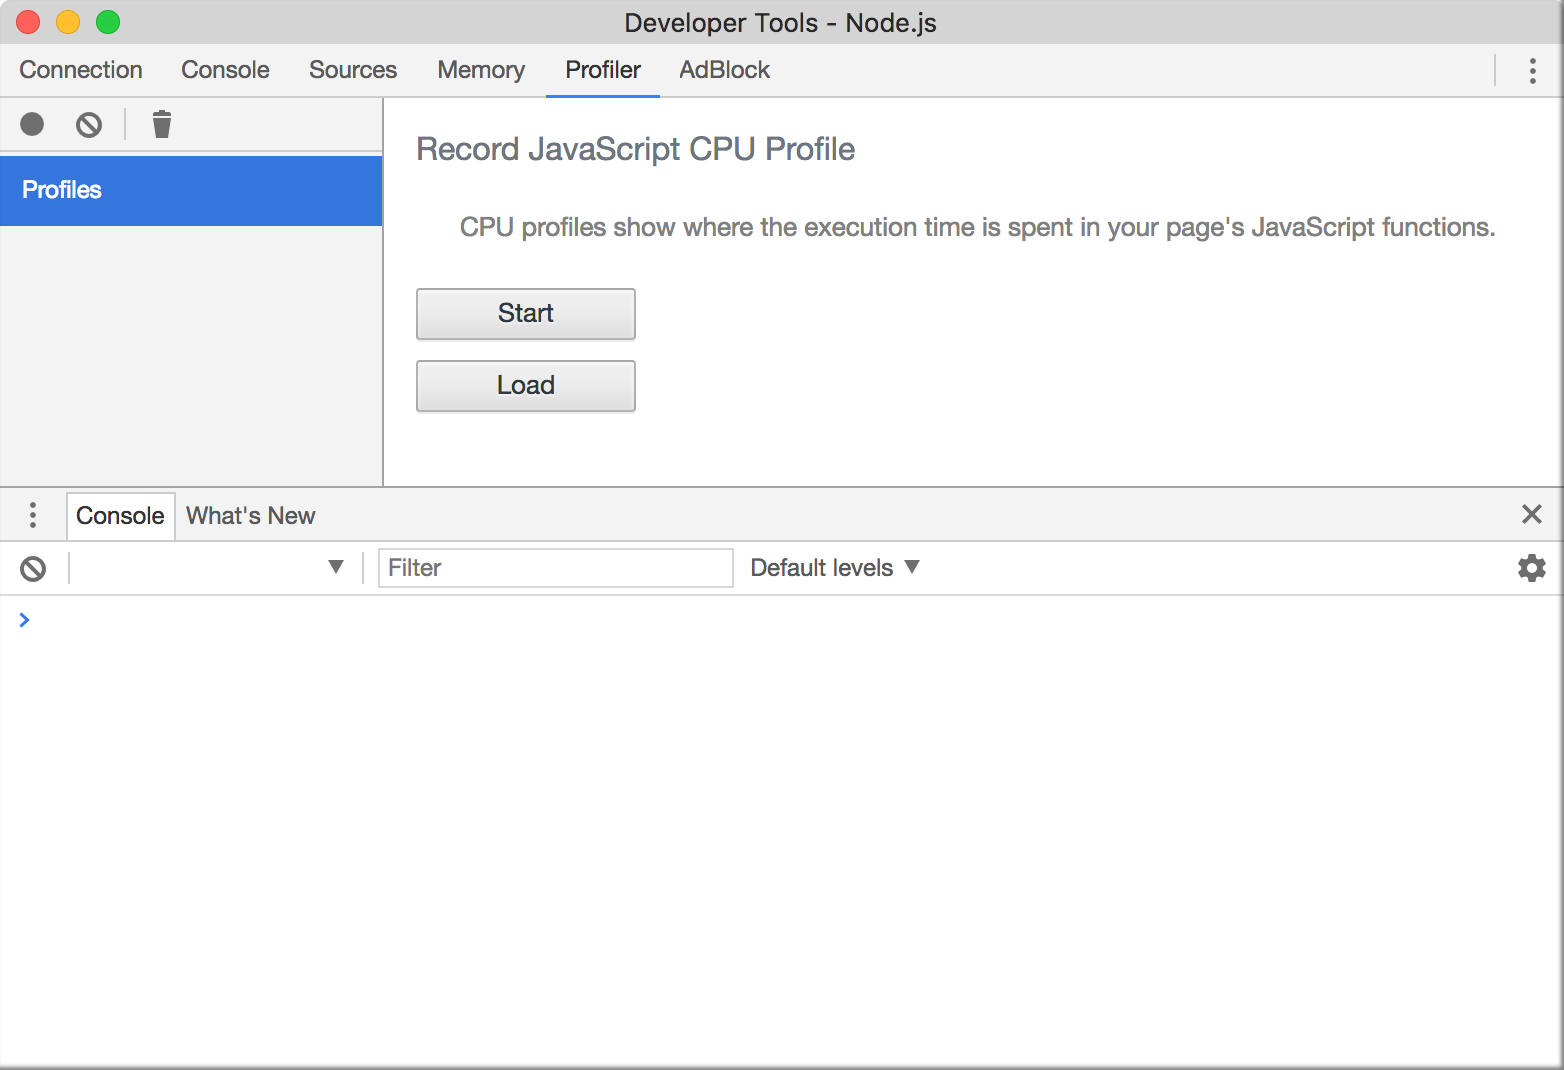 Developer Tools - Node.js
Connection Console Sources Memory Profiler AdBlock
Profiles
Record JavaScript CPU Profile
CPU profiles show where the execution time is spent in your page's JavaScript functions.
Start
Load
Console What's New
Filter Default levels